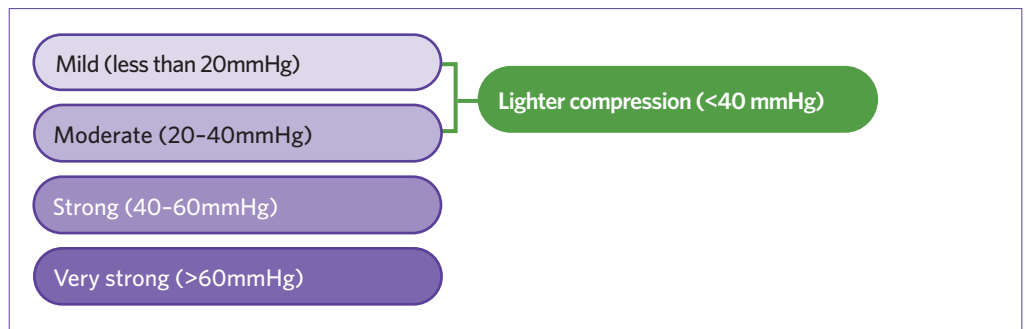 Mild (less than 20mmHg)
Lighter compression (<40 mmHg)
Moderate (20–40mmHg)
Strong (40–60mmHg)
Very strong (>60mmHg)